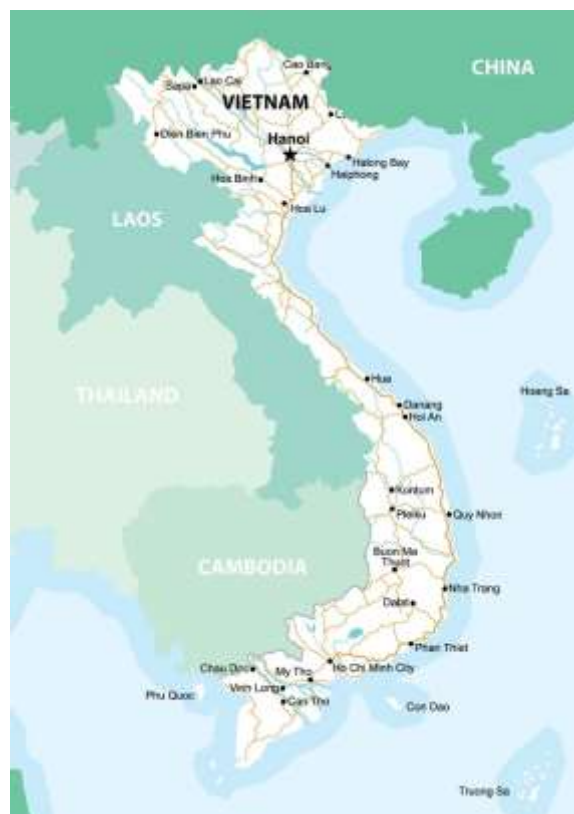 CHINA
Cao Bang
Lao Cai
Sapa
VIETNAM
Dien Bien Phu
Hanoi
Halong Bay
Haiphong
Hoa Binh
Hoa Lu
LAOS
THAILAND
Hue
Danang
Hoi An
Hoang Sa
Kontum
Pleiku
Quy Nhon
Buon Ma
Thuot
CAMBODIA
Nha Trang
Dalat
Phan Thiet
Chau Doc
My Tho
Ho Chi Minh City
Vinh Long
Phu Quoc
Can Tho
Con Dao
Truong Sa